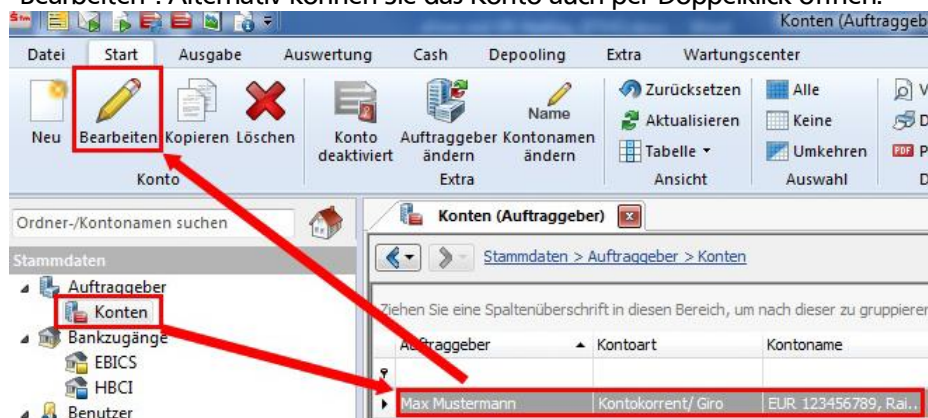 "Bearbeiten". Alternativ können Sie das Konto auch per Doppelklick öffnen.
Konten (Auftraggeb
Datei Start Ausgabe Auswertung Cash Depooling Extra Wartungscenter
Neu Bearbeiten Kopieren Löschen
Konto deaktiviert
Auftraggeber ändern
Name
Kontonamen ändern
Zurücksetzen
Aktualisieren
Tabelle
Alle
Keine
Umkehren
V
D
PDF P
Konto Extra Ansicht Auswahl D
Ordner-/Kontonamen suchen
Konten (Auftraggeber)
Stammdaten
Stammdaten > Auftraggeber > Konten
Auftraggeber
Konten
Bankzugänge
EBICS
HBCI
Benutzer
Ziehen Sie eine Spaltenüberschrift in diesen Bereich, um nach dieser zu gruppieren
Auftraggeber Kontoart Kontoname
Max Mustermann Kontokorrent/ Giro EUR 123456789, Rai..